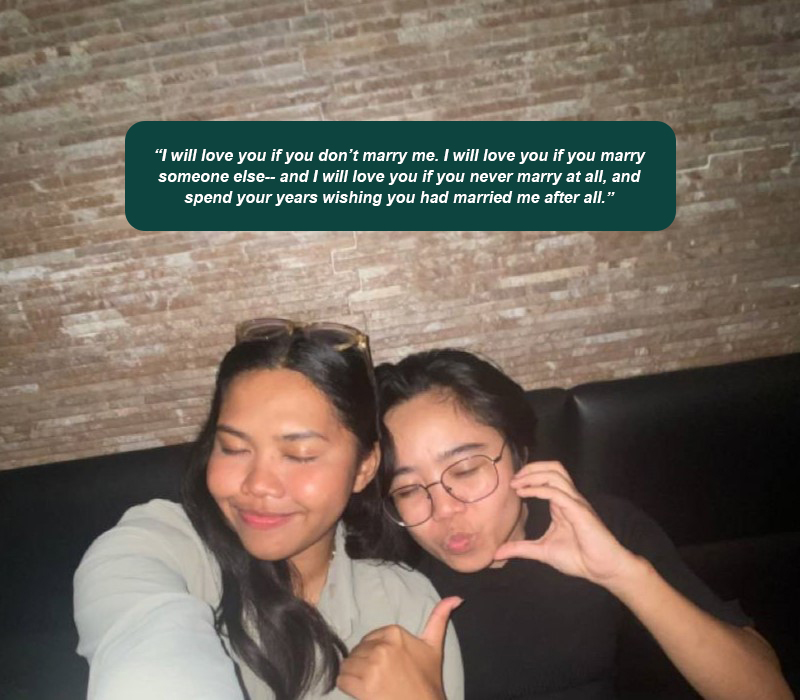 “I will love you if you don’t marry me. I will love you if you marry
someone else-- and I will love you if you never marry at all, and
spend your years wishing you had married me after all.”